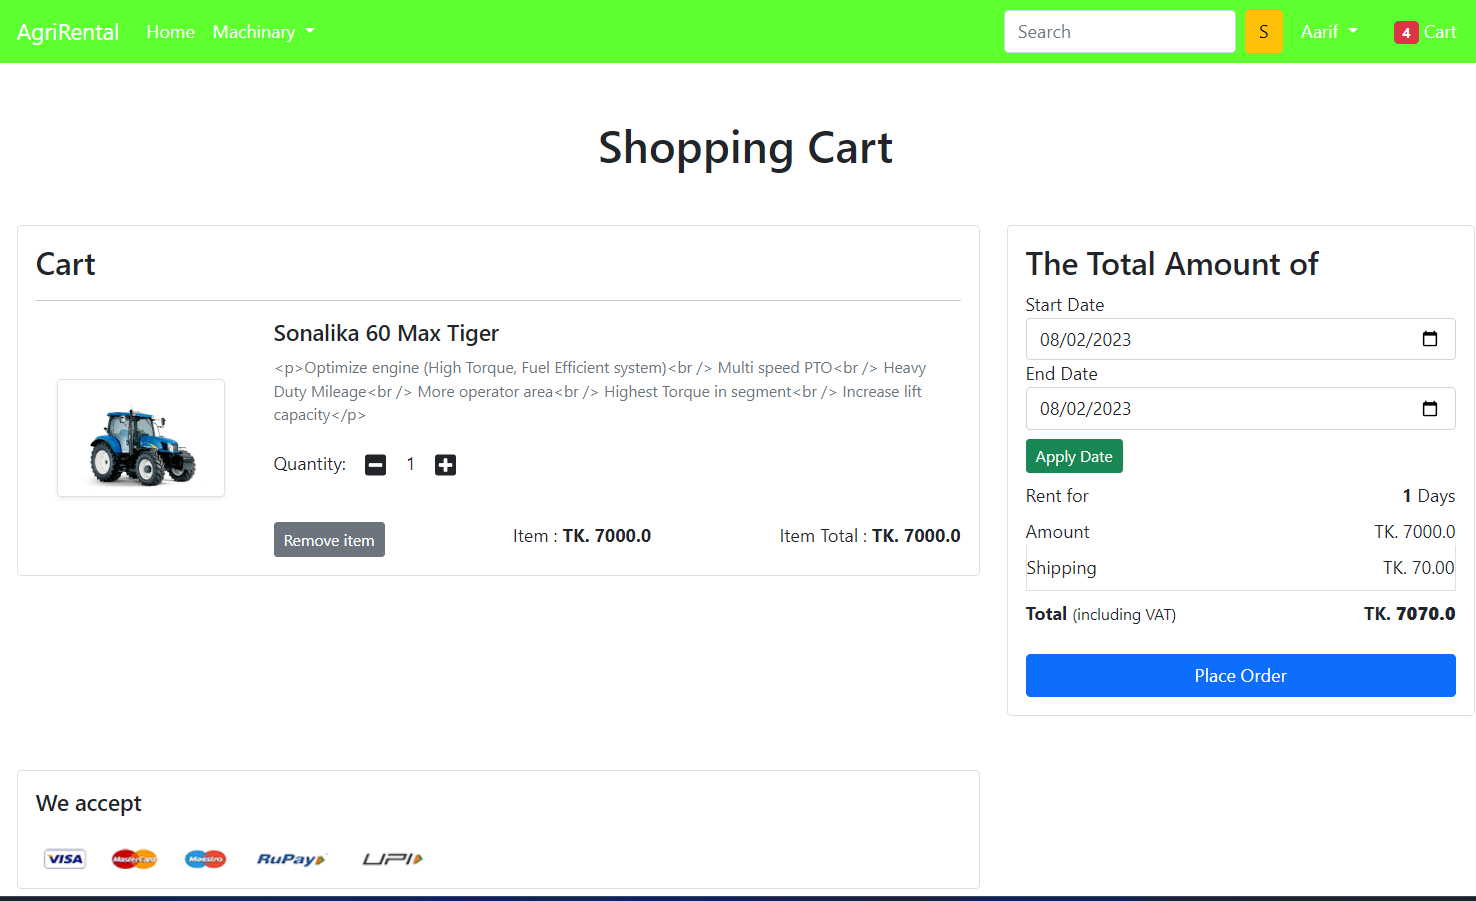 AgriRental Home Machinary Search S Aarif 4 Cart
Shopping Cart
Cart
Sonalika 60 Max Tiger
<p>Optimize engine (High Torque, Fuel Efficient system)<br /> Multi speed PTO<br /> Heavy
Duty Mileage<br /> More operator area<br /> Highest Torque in segment<br /> Increase lift
capacity</p>
Quantity: 1
Remove item Item : TK. 7000.0 Item Total : TK. 7000.0
The Total Amount of
Start Date
08/02/2023
End Date
08/02/2023
Apply Date
Rent for 1 Days
Amount TK. 7000.0
Shipping TK. 70.00
Total (including VAT) TK. 7070.0
Place Order
We accept
VISA MasterCard Maestro RuPay UPI